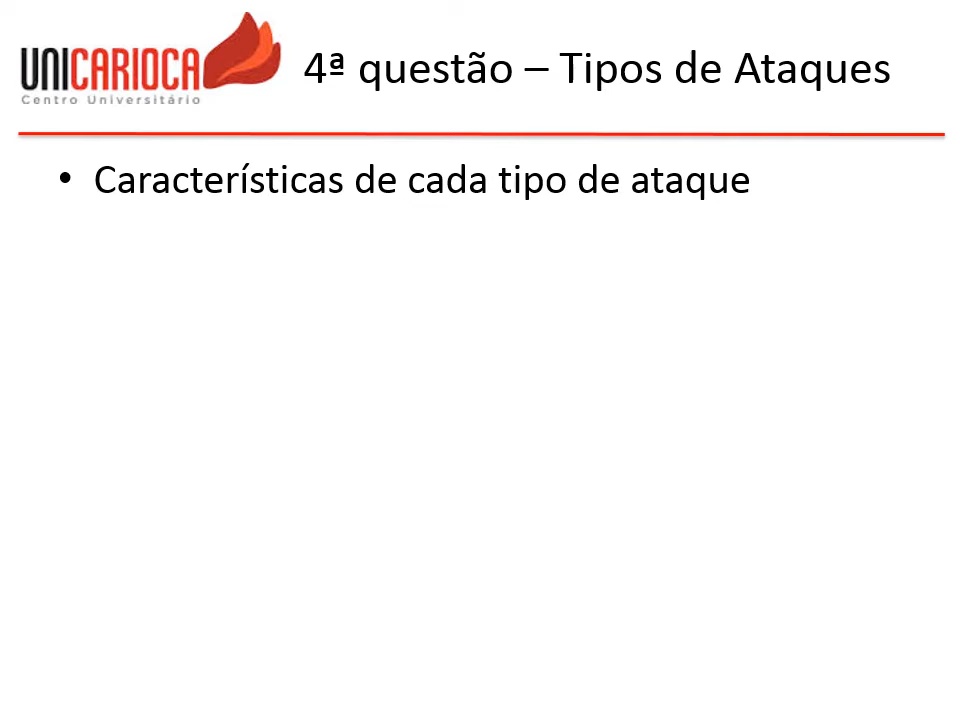 UNICARIOCA
Centro Universitário
4ª questão – Tipos de Ataques
• Características de cada tipo de ataque